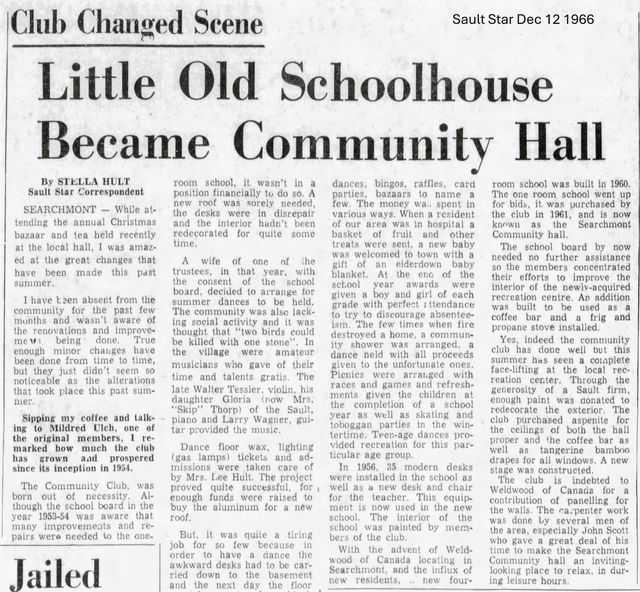 Club Changed Scene
Sault Star Dec 12 1966
Little Old Schoolhouse
Became Community Hall
By STELLA HULT
Sault Star Correspondent
SEARCHMONT — While at-
tending the annual Christmas
bazaar and tea held recently
at the local hall, I was amaz-
ed at the great changes that
have been made this past
summer.
I have been absent from the
community for the past few
months and wasn't aware of
the renovations and improve-
being done. True
enough minor changes have
been done from time to time,
but they just didn't seem so
noticeable as the alterations
that took place this past sum-
mer.
Sipping my coffee and talk-
ing to Mildred Ulch, one of
the original members, I re-
marked how much the club
has grown and prospered
since its inception in 1954.
The Community Club, was
born out of necessity. Al-
though the school board in the
year 1953-54 was aware that
many improvements and re-
pairs were needed to the one-
room school, it wasn't in a
position financially to do so. A
new roof was sorely needed,
the desks were in disrepair
and the interior hadn't been
redecorated for quite some
time.
A wife of one of the
trustees, in that year, with
the consent of the school
board, decided to arrange for
summer dances to be held.
The community was also lack-
ing social activity and it was
thought that "two birds could
be killed with one stone". In
the village were amateur
musicians who gave of their
time and talents gratis. The
late Walter Tessier, violin, his
daughter Gloria (now Mrs.
"Skip" Thorp) of the Sault,
piano and Larry Wagner, gui-
tar provided the music.
Dance floor wax, lighting
(gas lamps) tickets and ad-
missions were taken care of
by Mrs. Lee Hult. The project
proved quite successful, for
enough funds were raised to
buy the aluminum for a new
roof.
But, it was quite a tiring
job for so few because in
order to have a dance the
awkward desks had to be car-
ried down to the basement
and the next day the floor
dances, bingos, raffles, card
parties, bazaars to name a
few. The money was spent in
various ways. When a resident
of our area was in hospital a
basket of fruit and other
treats were sent, a new baby
was welcomed to town with a
gift of an elderdown baby
blanket. At the end of the
school year awards were
given a boy and girl of each
grade with perfect attendance
to try to discourage absentee-
ism. The few times when fire
destroyed a home, a commun-
ity shower was arranged, a
dance held with all proceeds
given to the unfortunate ones.
Picnics were arranged with
races and games and refresh-
ments given the children at
the completion of a school
year as well as skating and
toboggan parties in the win-
tertime. Teen-age dances pro-
vided recreation for this par-
ticular age group.
In 1956, 35 modern desks
were installed in the school as
well as a new desk and chair
for the teacher. This equip-
ment is now used in the new
school. The interior of the
school was painted by mem-
bers of the club.
With the advent of Weld-
wood of Canada locating in
Searchmont, and the influx of
new residents, new four-
room school was built in 1960.
The one room school went up
for bids, it was purchased by
the club in 1961, and is now
known as the Searchmont
Community hall.
The school by now needed
no further assistance
so the members concentrated
their efforts to improve the
interior of the newly-acquired
recreation centre. An addition
was built to be used as a
coffee bar and a frig and
propane stove installed.
Yes, indeed the community
club has done well but this
summer has seen a complete
face-lifting at the local rec-
reation center. Through the
generosity of a Sault firm,
enough paint was donated to
redecorate the exterior. The
club purchased aspenite for
the ceilings of both the hall
proper and the coffee bar as
well as tangerine bamboo
drapes for all windows. A new
stage was constructed.
The club is indebted to
Weldwood of Canada for a
contribution of panelling for
the walls. The carpenter work
was done by several men of
the area, especially John Scott
who gave a great deal of his
time to make the Searchmont
Community hall an inviting-
looking place to relax, in dur-
ing leisure hours.
Jailed